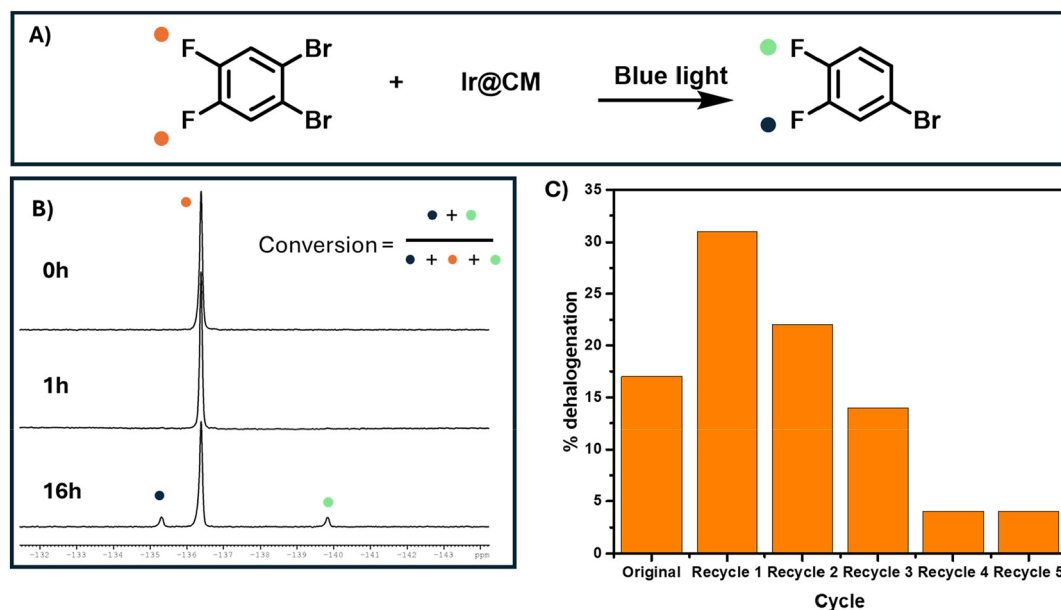 A)
F
F
Br
Br
+
Ir@CM
Blue light
F
F
Br
B)
0h
1h
16h
Conversion =
+
+ +
−132 −133 −134 −135 −136 −137 −138 −139 −140 −141 −142 −143 ppm
C)
% dehalogenation
35
30
25
20
15
10
5
0
Original Recycle 1 Recycle 2 Recycle 3 Recycle 4 Recycle 5
Cycle